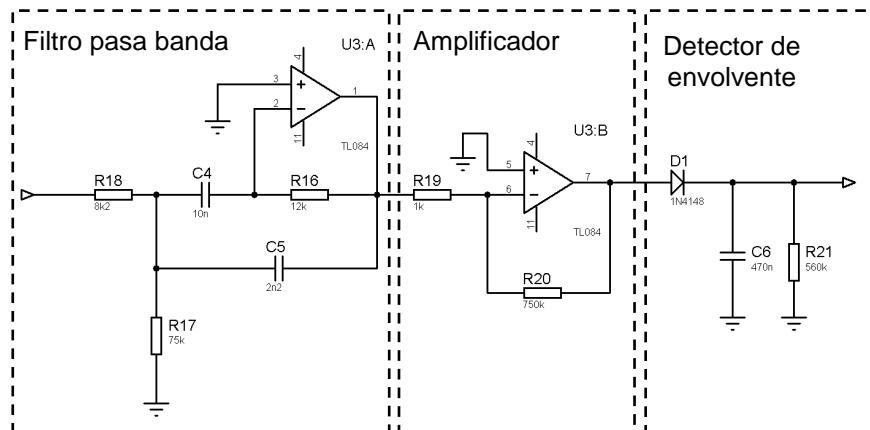 Filtro pasa banda
Amplificador
Detector de
envolvente
U3:A
4
3
2
1
11
TL084
C4
10n
R18
8k2
R16
12k
C5
2n2
R17
75k
R19
1k
U3:B
4
5
6
7
11
TL084
R20
750k
D1
1N4148
C6
470n
R21
560k
+
−
+
−